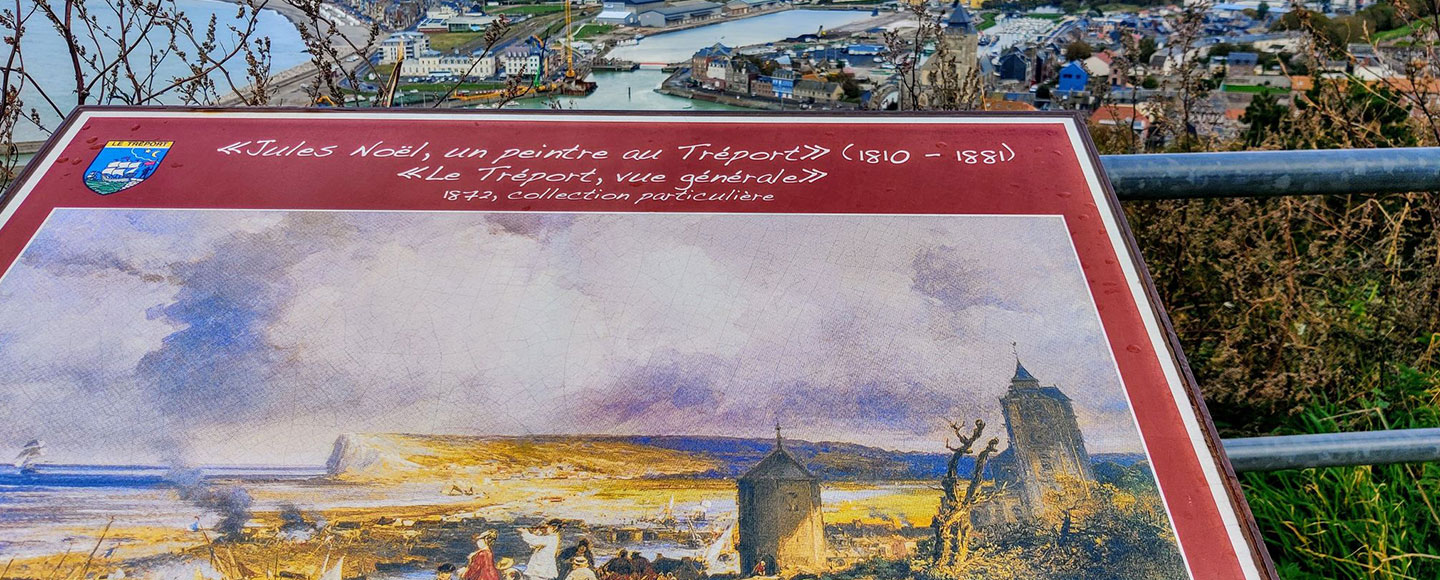 LE TRÉPORT
«Jules Noël, un peintre au Tréport» (1810 - 1881)
«Le Tréport, vue générale»
1872, collection particulière